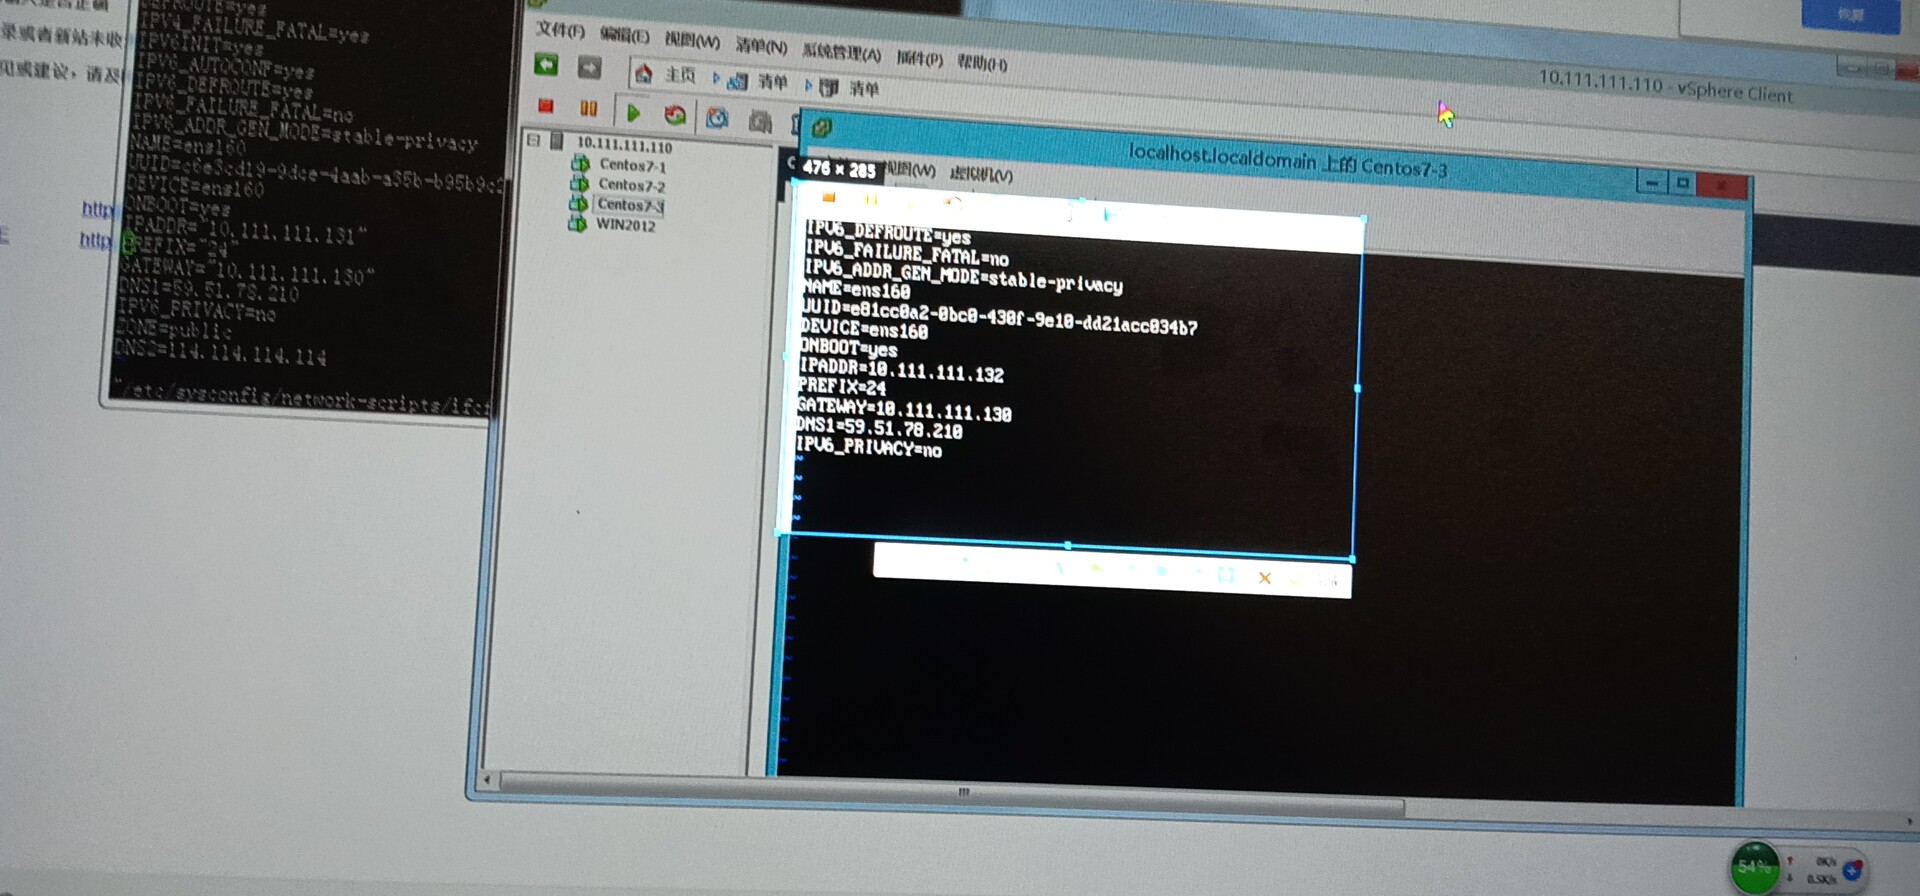 录或者新站未收
见或建议，请及
http
http
DEFROUTE=yes
IPV4_FAILURE_FATAL=yes
IPV6INIT=yes
IPV6_AUTOCONF=yes
IPV6_DEFROUTE=yes
IPV6_FAILURE_FATAL=no
IPV6_ADDR_GEN_MODE=stable-privacy
NAME=ens160
DEVICE=ens160
ONBOOT=yes
IPADDR="10.111.111.131"
PREFIX="24"
GATEWAY="10.111.111.130"
DNS1=59.51.78.210
IPV6_PRIVACY=no
ZONE=public
DNS2=114.114.114.114
"/etc/sysconfig/network-scripts/ifc
10.111.111.110 - vSphere Client
文件(F) 编辑(E) 视图(W) 清单(N) 系统管理(A) 插件(P) 帮助(H)
主页 清单 清单
10.111.111.110
Centos7-1
Centos7-2
Centos7-3
WIN2012
localhost.localdomain 上的 Centos7-3
476 × 285
视图(W) 虚拟机(V)
IPV6_DEFROUTE=yes
IPV6_FAILURE_FATAL=no
IPV6_ADDR_GEN_MODE=stable-privacy
NAME=ens160
UUID=e81cc0a2-0bc0-430f-9e10-dd21acc034b7
DEVICE=ens160
ONBOOT=yes
IPADDR=10.111.111.132
PREFIX=24
GATEWAY=10.111.111.130
DNS1=59.51.78.210
IPV6_PRIVACY=no
54%
0K/s
0.5K/s